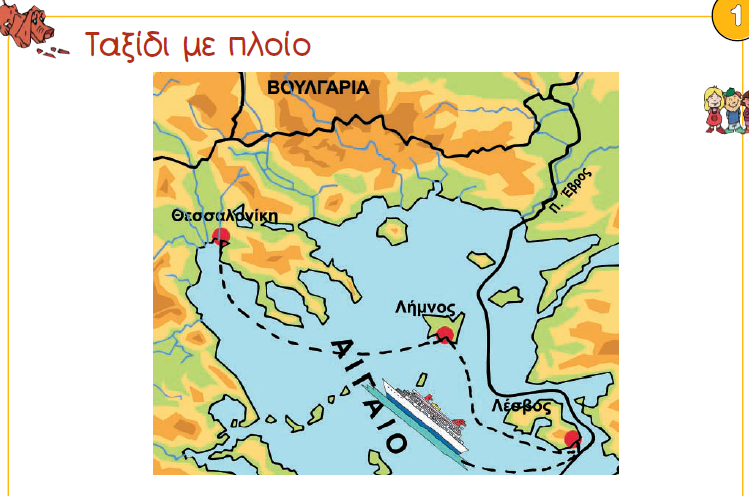 1
Ταξίδι με πλοίο
ΒΟΥΛΓΑΡΙΑ
Π. Έβρος
Θεσσαλονίκη
Λήμνος
ΑΙΓΑΙΟ
Λέσβος